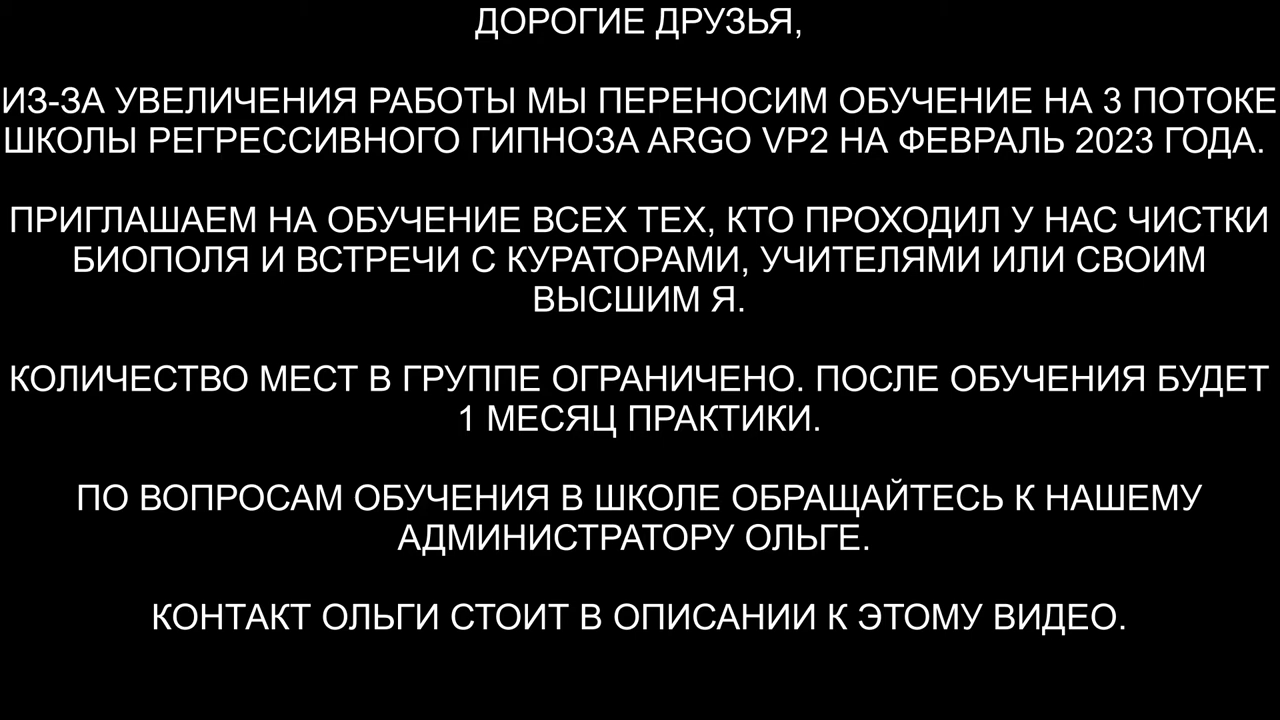 ДОРОГИЕ ДРУЗЬЯ,
ИЗ-ЗА УВЕЛИЧЕНИЯ РАБОТЫ МЫ ПЕРЕНОСИМ ОБУЧЕНИЕ НА 3 ПОТОКЕ
ШКОЛЫ РЕГРЕССИВНОГО ГИПНОЗА ARGO VP2 НА ФЕВРАЛЬ 2023 ГОДА.
ПРИГЛАШАЕМ НА ОБУЧЕНИЕ ВСЕХ ТЕХ, КТО ПРОХОДИЛ У НАС ЧИСТКИ
БИОПОЛЯ И ВСТРЕЧИ С КУРАТОРАМИ, УЧИТЕЛЯМИ ИЛИ СВОИМ
ВЫСШИМ Я.
КОЛИЧЕСТВО МЕСТ В ГРУППЕ ОГРАНИЧЕНО. ПОСЛЕ ОБУЧЕНИЯ БУДЕТ
1 МЕСЯЦ ПРАКТИКИ.
ПО ВОПРОСАМ ОБУЧЕНИЯ В ШКОЛЕ ОБРАЩАЙТЕСЬ К НАШЕМУ
АДМИНИСТРАТОРУ ОЛЬГЕ.
КОНТАКТ ОЛЬГИ СТОИТ В ОПИСАНИИ К ЭТОМУ ВИДЕО.